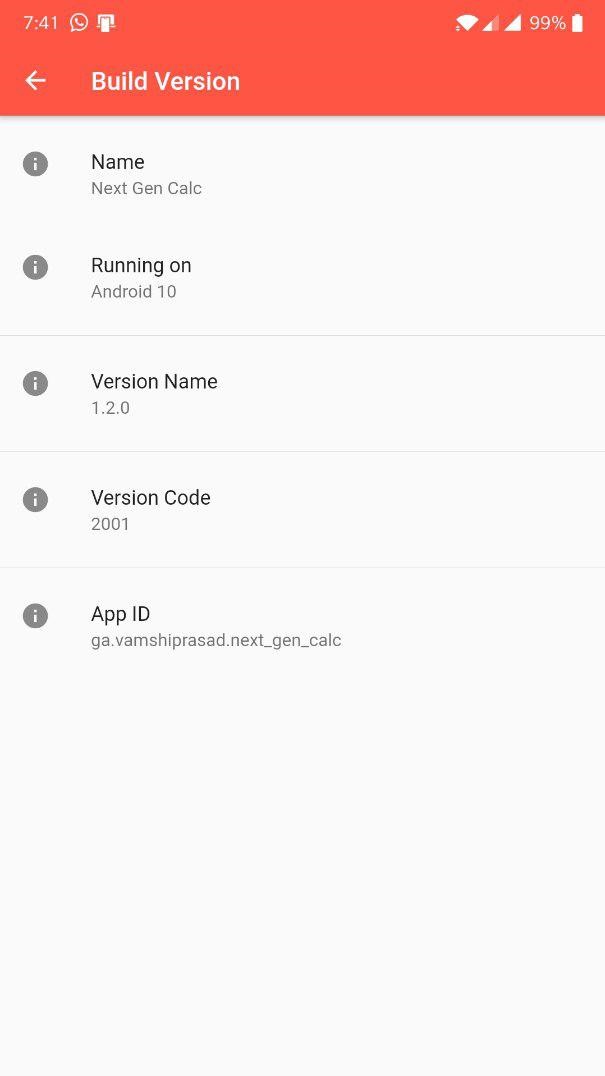 7:41 99%
Build Version
Name
Next Gen Calc
Running on
Android 10
Version Name
1.2.0
Version Code
2001
App ID
ga.vamshiprasad.next_gen_calc